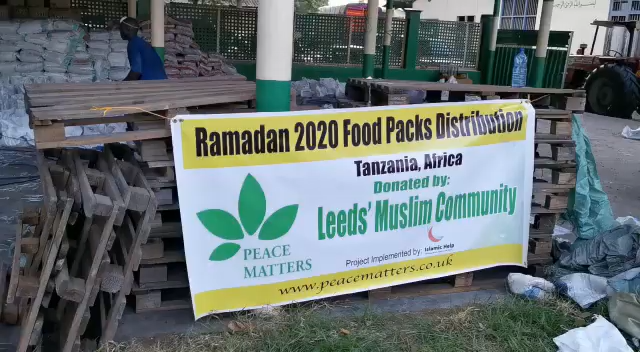 Ramadan 2020 Food Packs Distribution
Tanzania, Africa
Donated by:
Leeds' Muslim Community
PEACE
MATTERS
Project Implemented by: Islamic Help
www.peacematters.co.uk